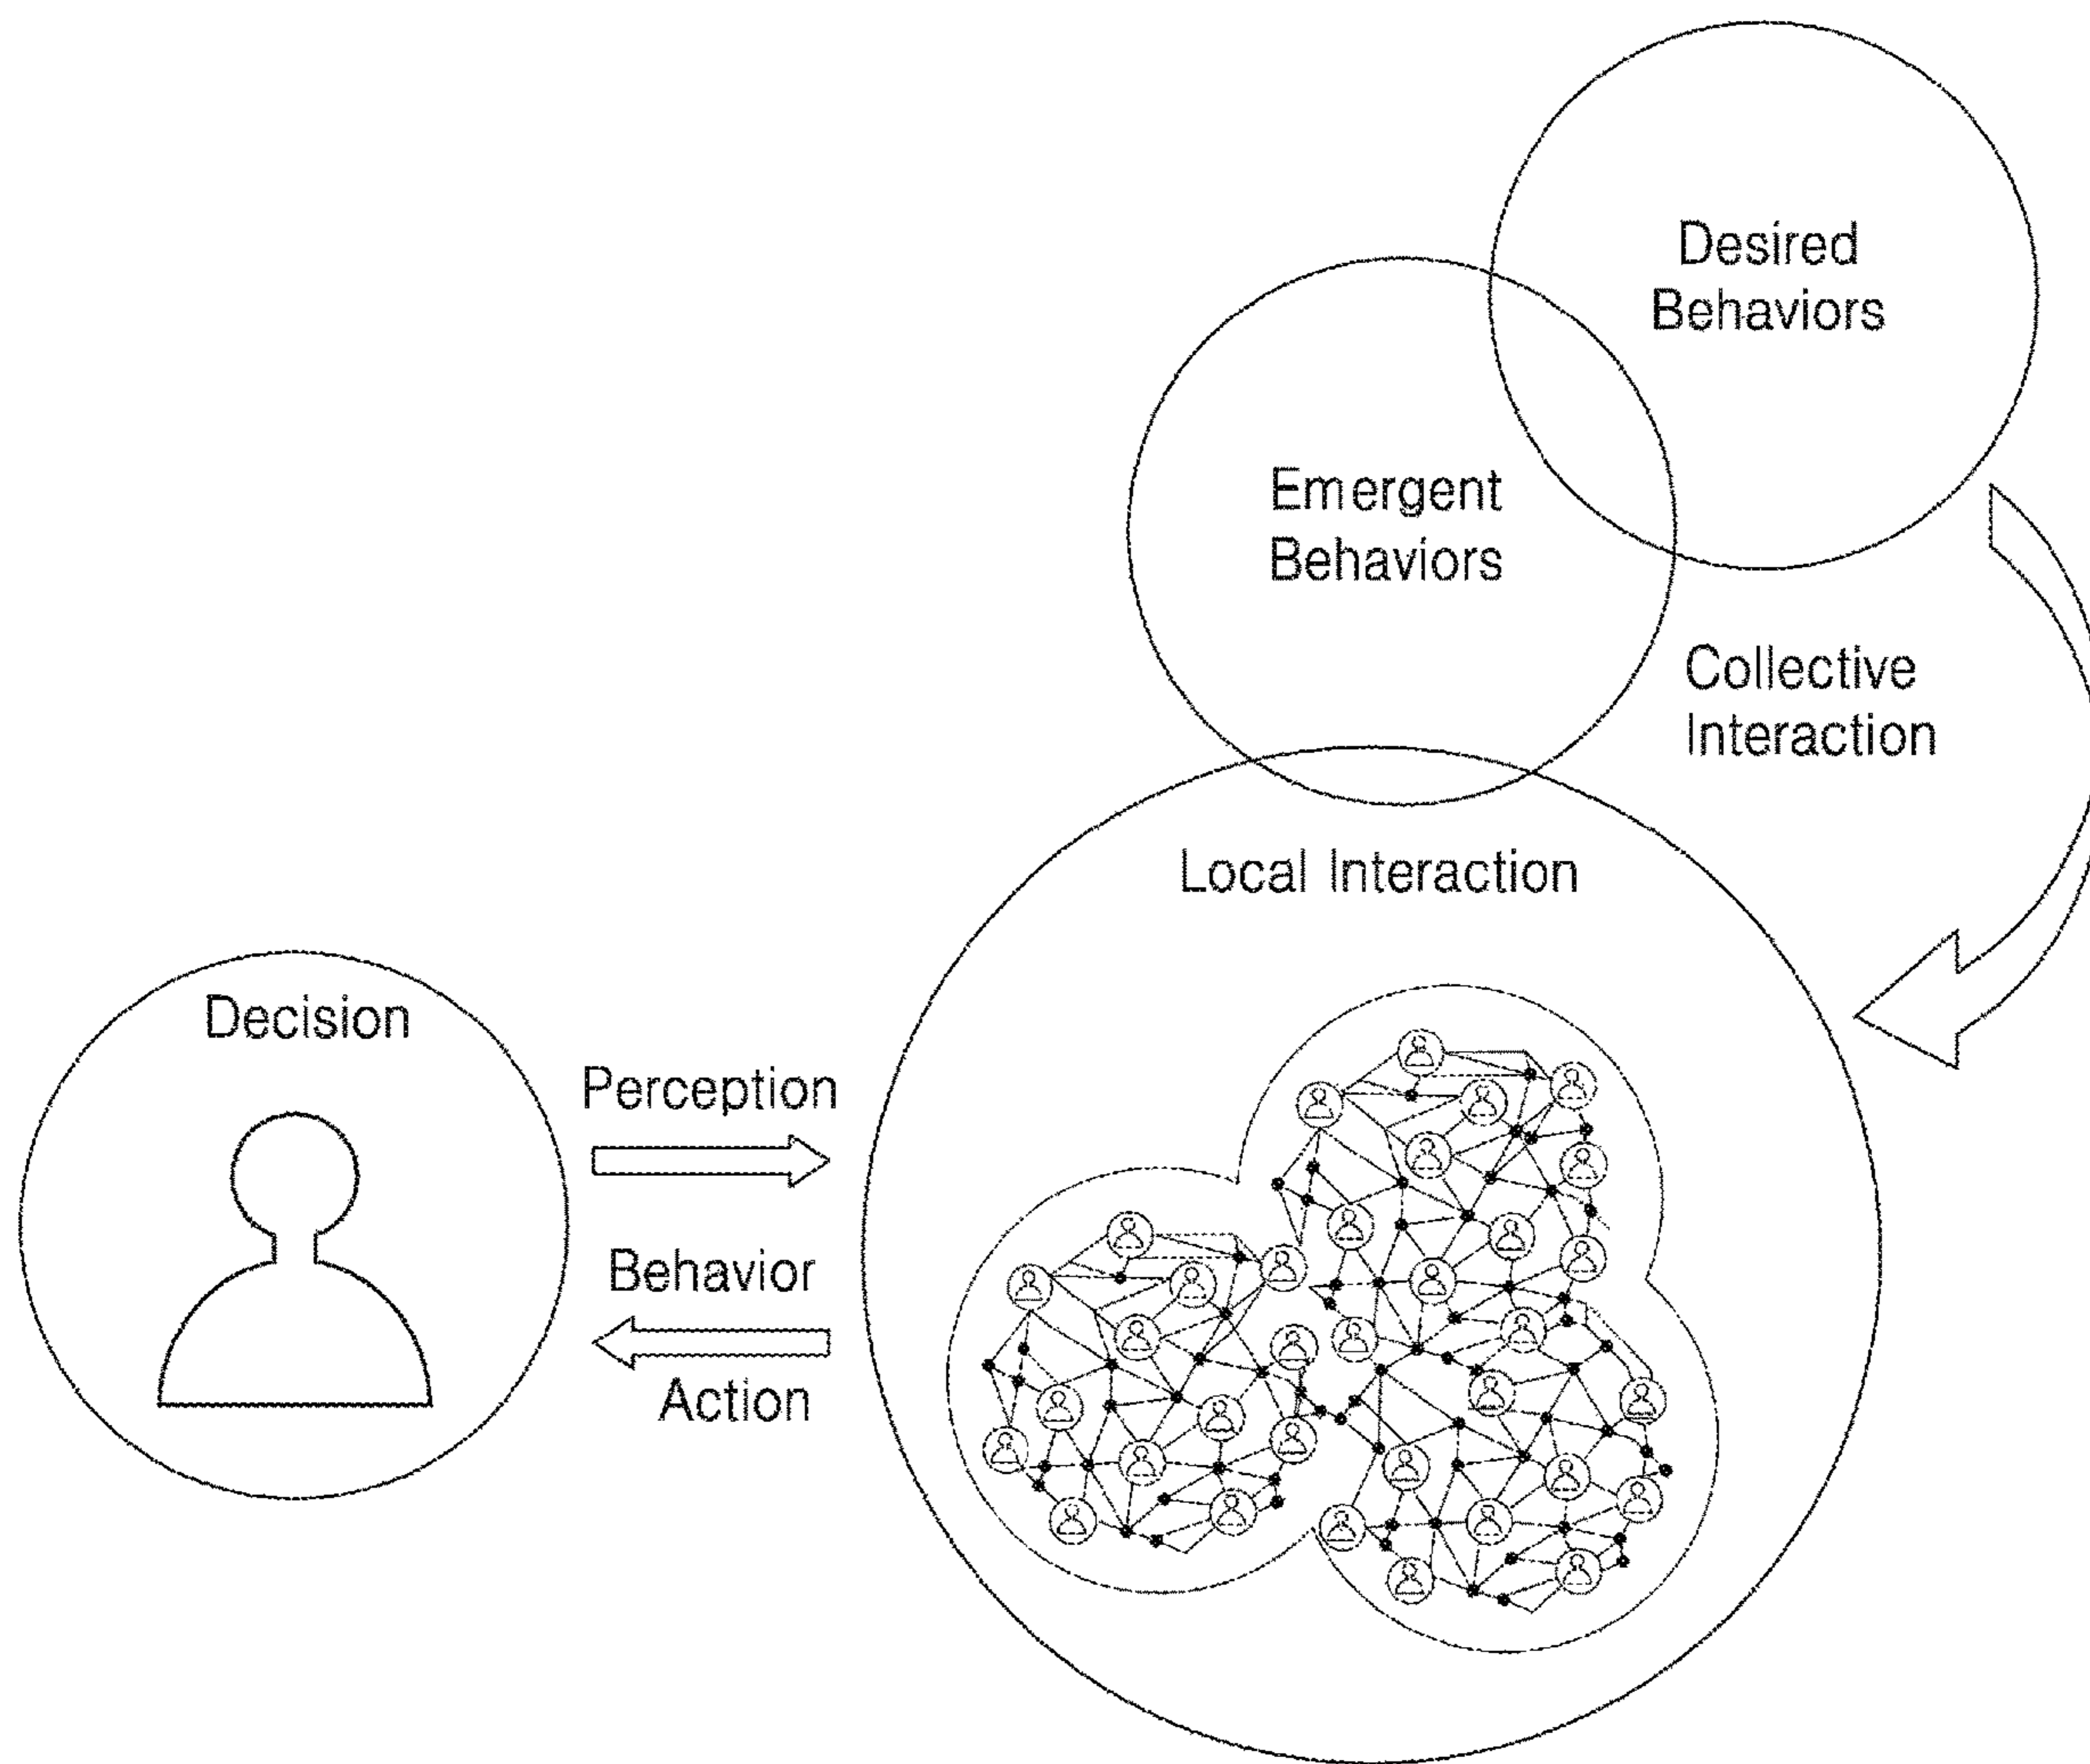 Desired
Behaviors
Emergent
Behaviors
Collective
Interaction
Local Interaction
Decision
Perception
Behavior
Action